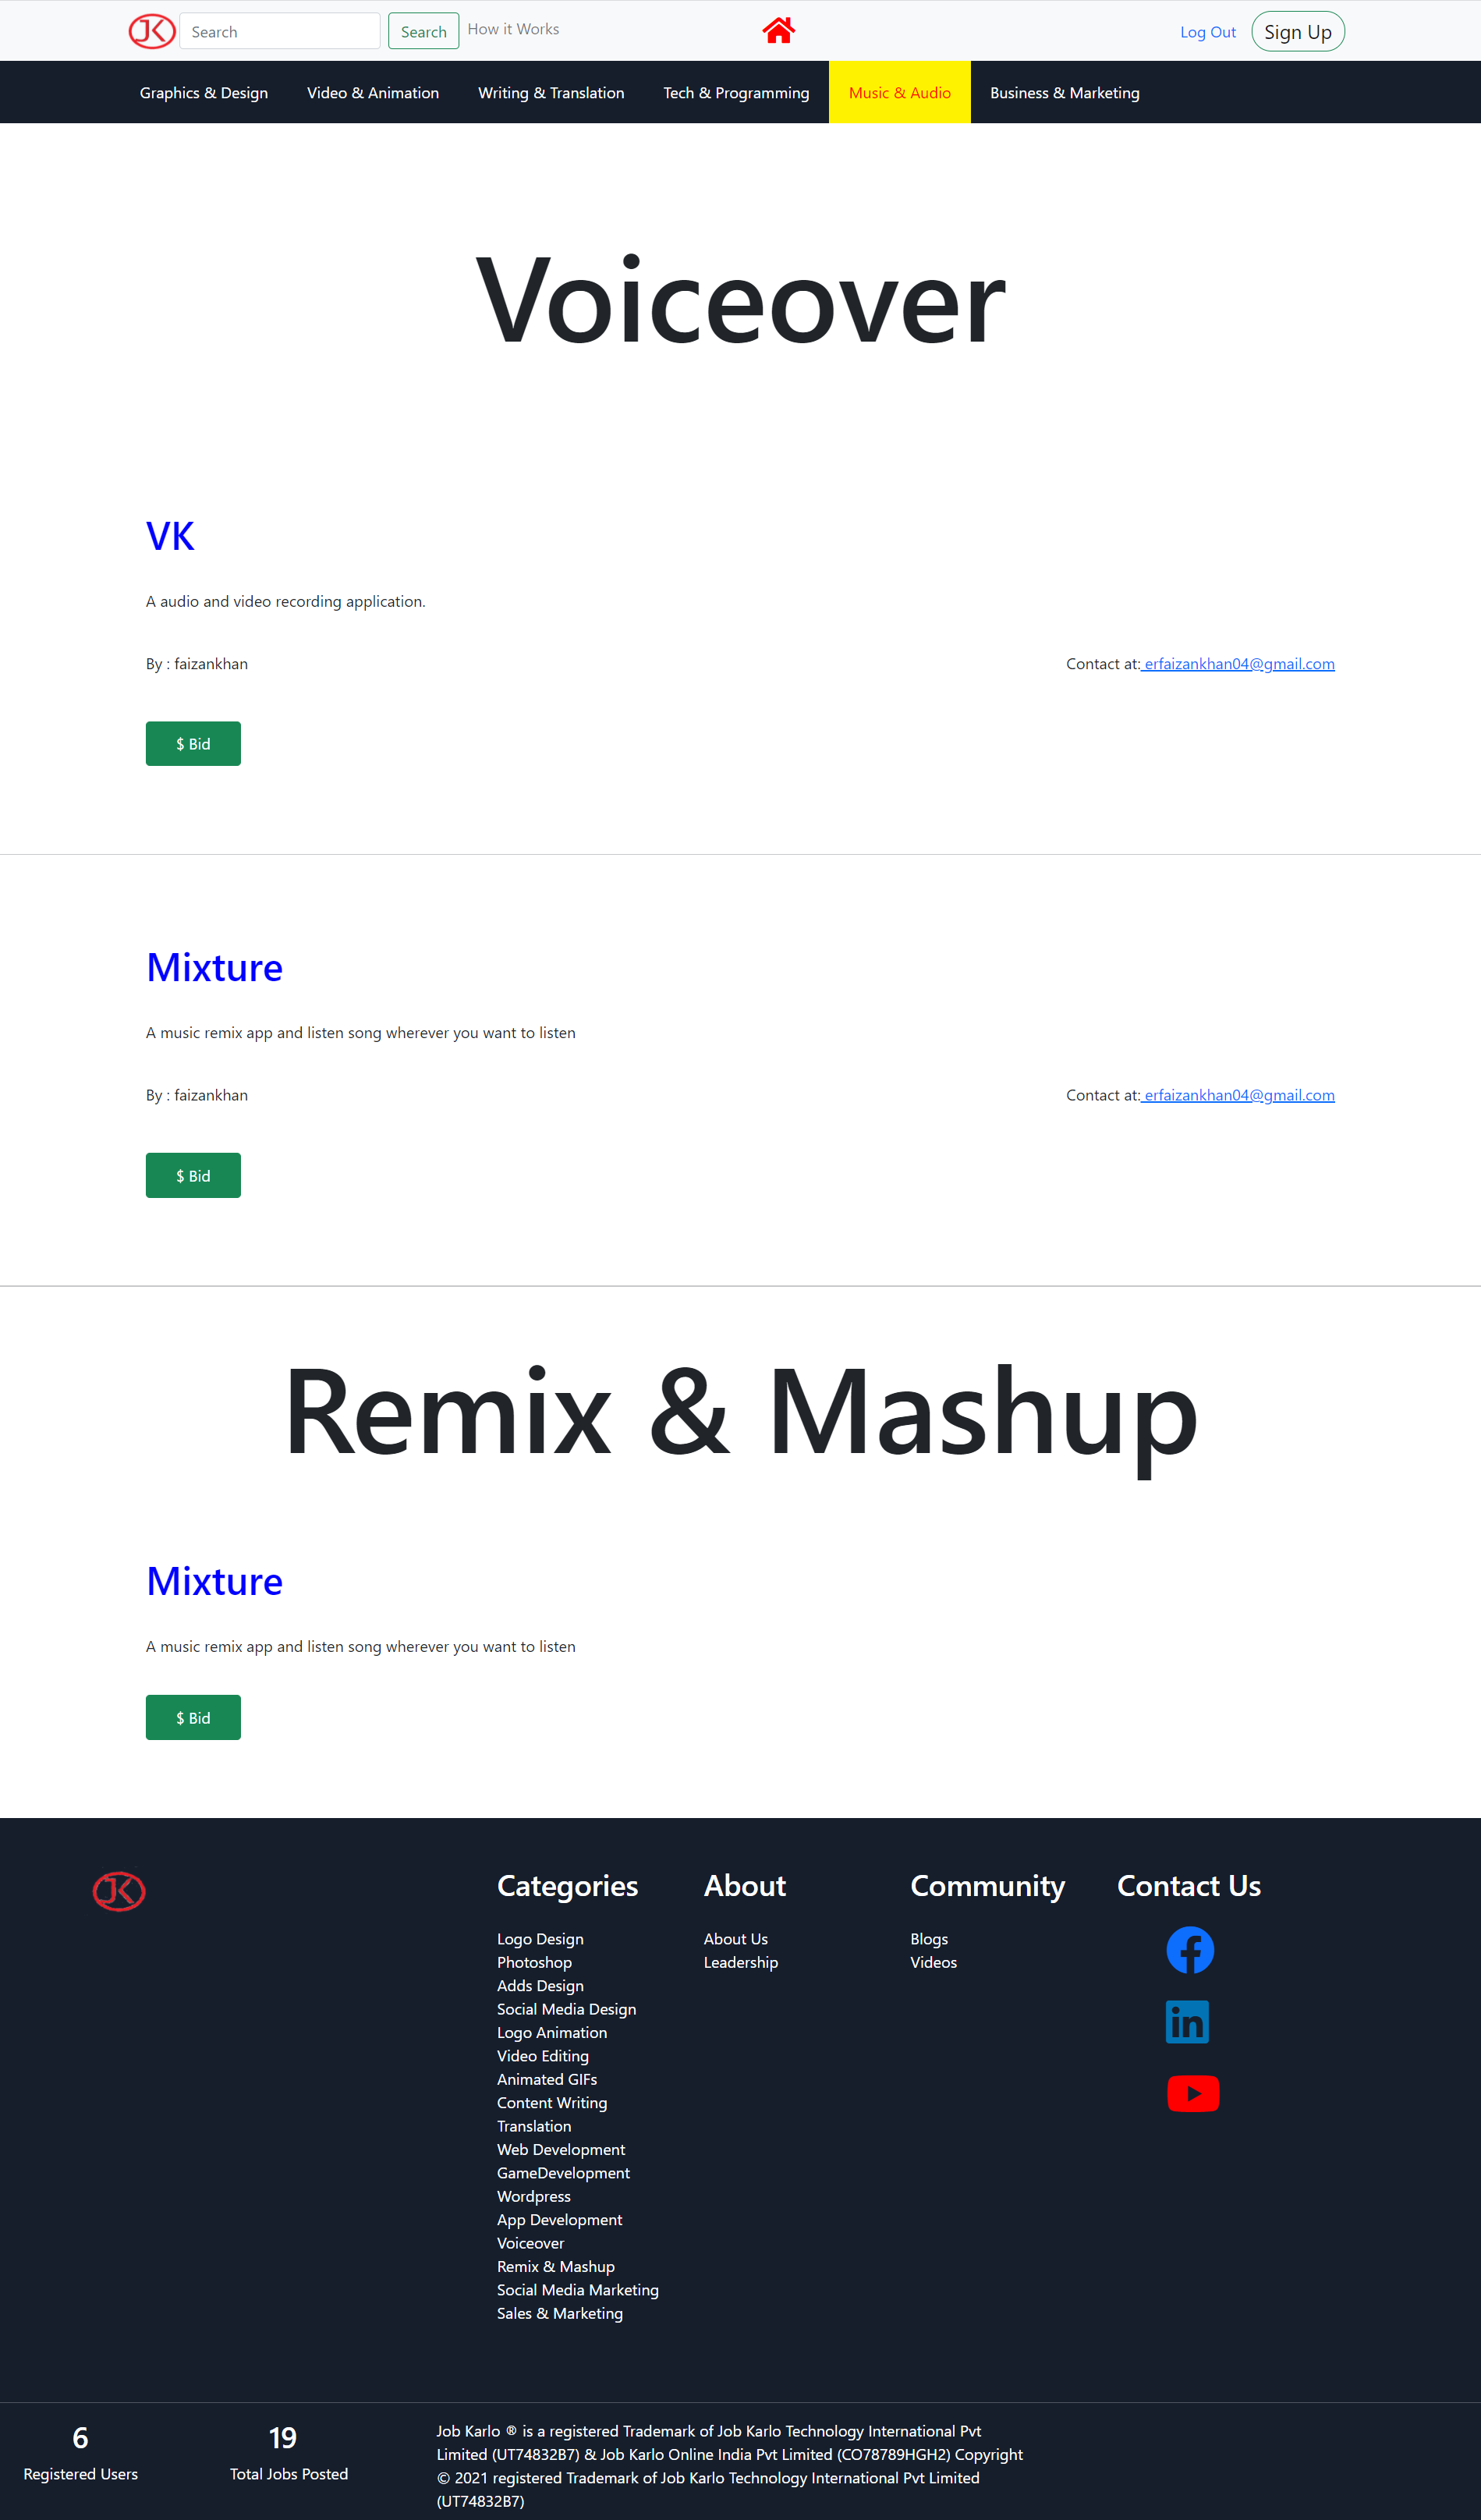 JK Search Search How it Works Log Out Sign Up
Graphics & Design Video & Animation Writing & Translation Tech & Programming Music & Audio Business & Marketing
Voiceover
VK
A audio and video recording application.
By : faizankhan Contact at: erfaizankhan04@gmail.com
$ Bid
Mixture
A music remix app and listen song wherever you want to listen
By : faizankhan Contact at: erfaizankhan04@gmail.com
$ Bid
Remix & Mashup
Mixture
A music remix app and listen song wherever you want to listen
$ Bid
JK
Categories
Logo Design
Photoshop
Adds Design
Social Media Design
Logo Animation
Video Editing
Animated GIFs
Content Writing
Translation
Web Development
GameDevelopment
Wordpress
App Development
Voiceover
Remix & Mashup
Social Media Marketing
Sales & Marketing
About
About Us
Leadership
Community
Blogs
Videos
Contact Us
in
6
Registered Users
19
Total Jobs Posted
Job Karlo ® is a registered Trademark of Job Karlo Technology International Pvt
Limited (UT74832B7) & Job Karlo Online India Pvt Limited (CO78789HGH2) Copyright
© 2021 registered Trademark of Job Karlo Technology International Pvt Limited
(UT74832B7)